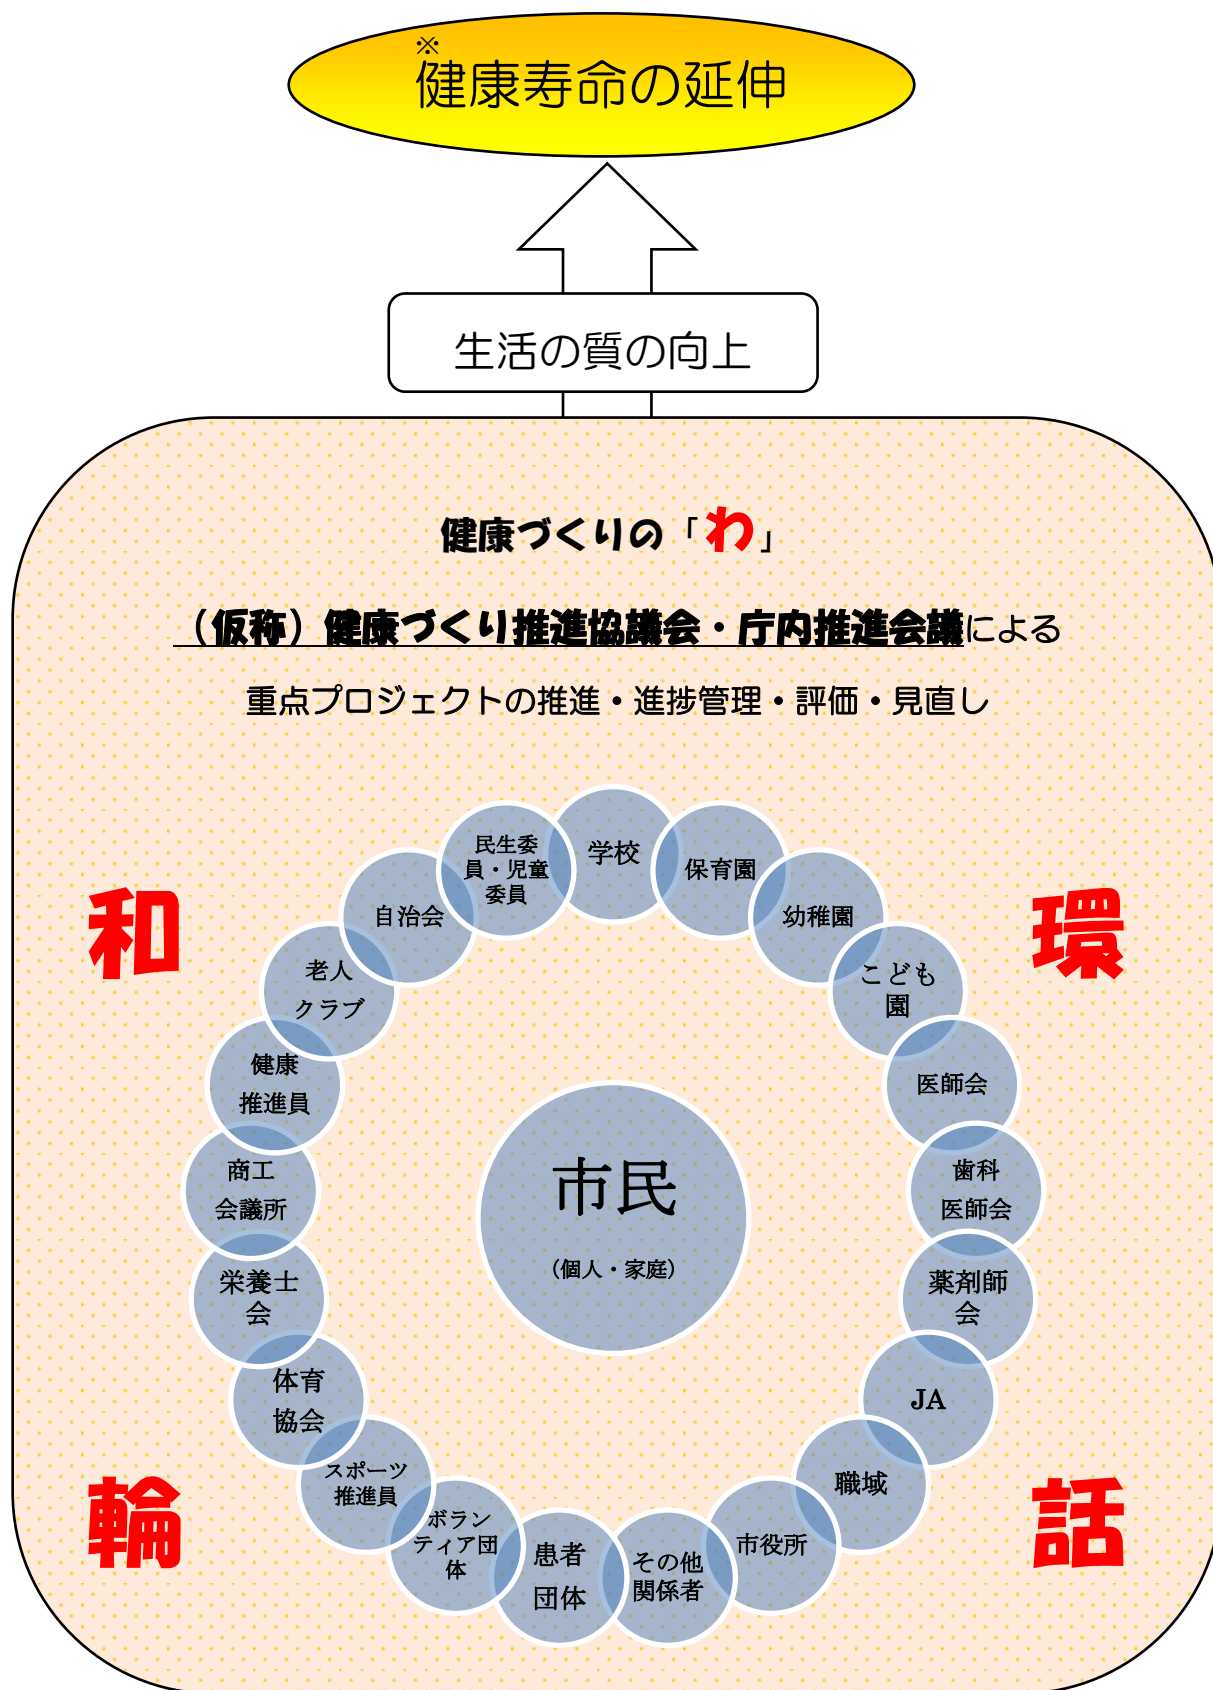 ※
健康寿命の延伸
生活の質の向上
健康づくりの「わ」
（仮称）健康づくり推進協議会・庁内推進会議による
重点プロジェクトの推進・進捗管理・評価・見直し
和
環
輪
話
学校
保育園
幼稚園
こども
園
医師会
歯科
医師会
薬剤師
会
JA
職域
市役所
その他
関係者
患者
団体
ボラン
ティア団
体
スポーツ
推進員
体育
協会
栄養士
会
商工
会議所
健康
推進員
老人
クラブ
自治会
民生委
員・児童
委員
市民
（個人・家庭）